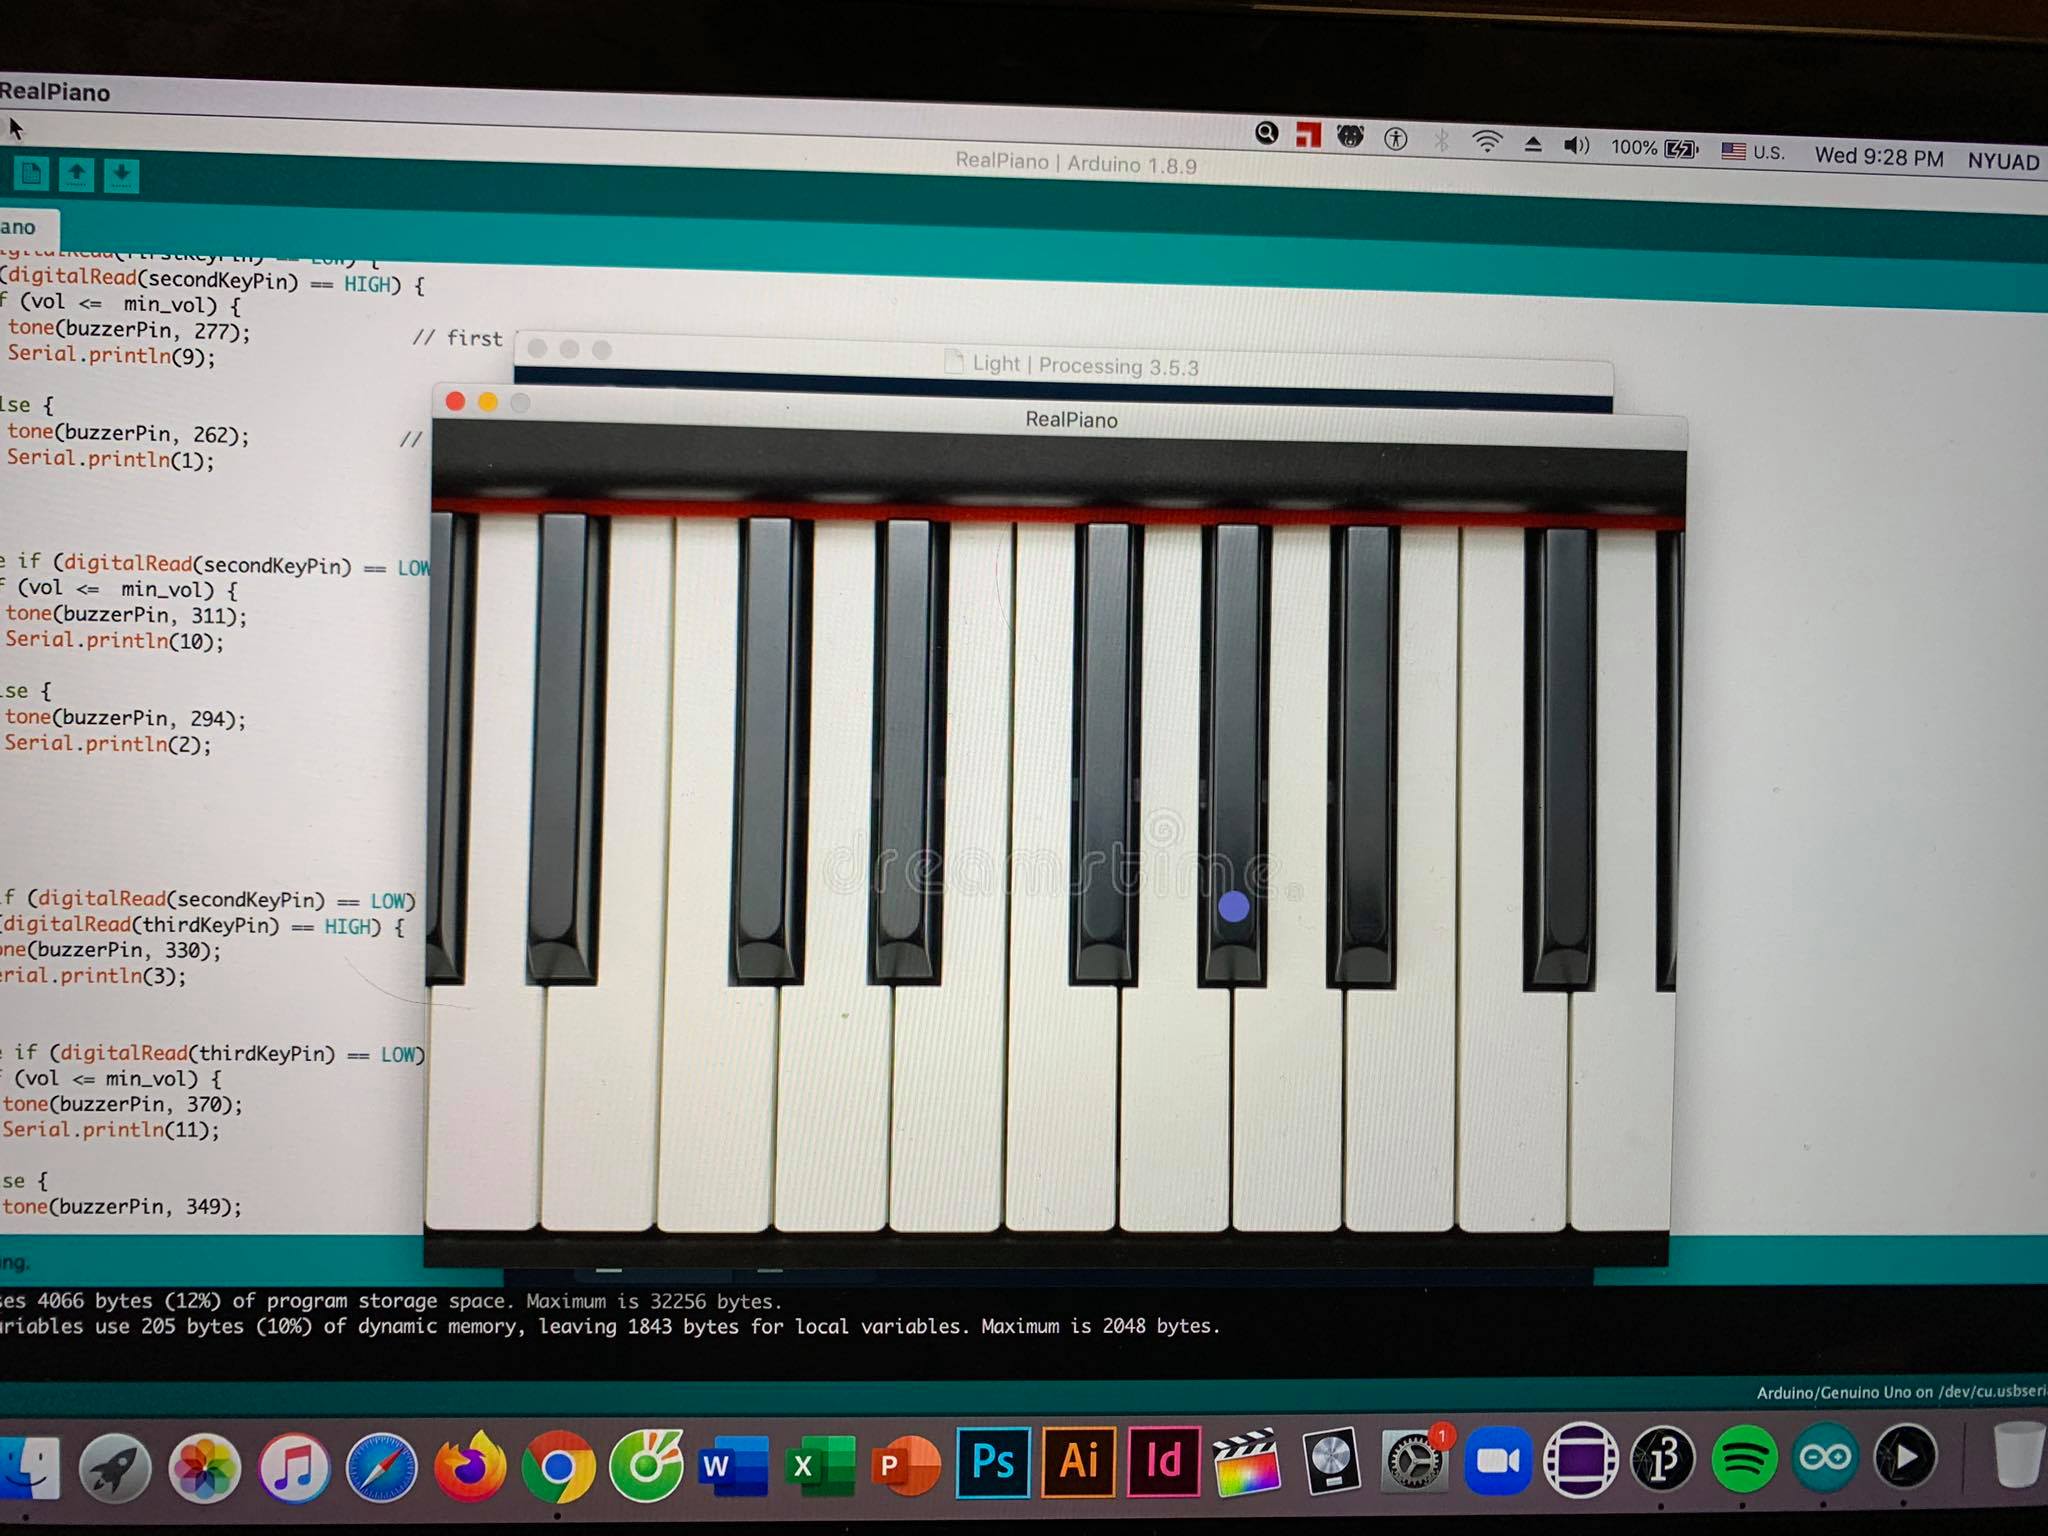 RealPiano
100% U.S. Wed 9:28 PM NYUAD
RealPiano | Arduino 1.8.9
ano
(digitalRead(secondKeyPin) == HIGH) {
f (vol <=  min_vol) {
tone(buzzerPin, 277);
// first
Serial.println(9);
lse {
tone(buzzerPin, 262);
//
Serial.println(1);
e if (digitalRead(secondKeyPin) == LOW
f (vol <=  min_vol) {
tone(buzzerPin, 311);
Serial.println(10);
lse {
tone(buzzerPin, 294);
Serial.println(2);
if (digitalRead(secondKeyPin) == LOW)
(digitalRead(thirdKeyPin) == HIGH) {
one(buzzerPin, 330);
erial.println(3);
e if (digitalRead(thirdKeyPin) == LOW)
f (vol <= min_vol) {
tone(buzzerPin, 370);
Serial.println(11);
lse {
tone(buzzerPin, 349);
Light | Processing 3.5.3
RealPiano
dreamstime®
ng.
ses 4066 bytes (12%) of program storage space. Maximum is 32256 bytes.
ariables use 205 bytes (10%) of dynamic memory, leaving 1843 bytes for local variables. Maximum is 2048 bytes.
Arduino/Genuino Uno on /dev/cu.usbseri
W X P Ps Ai Id 1